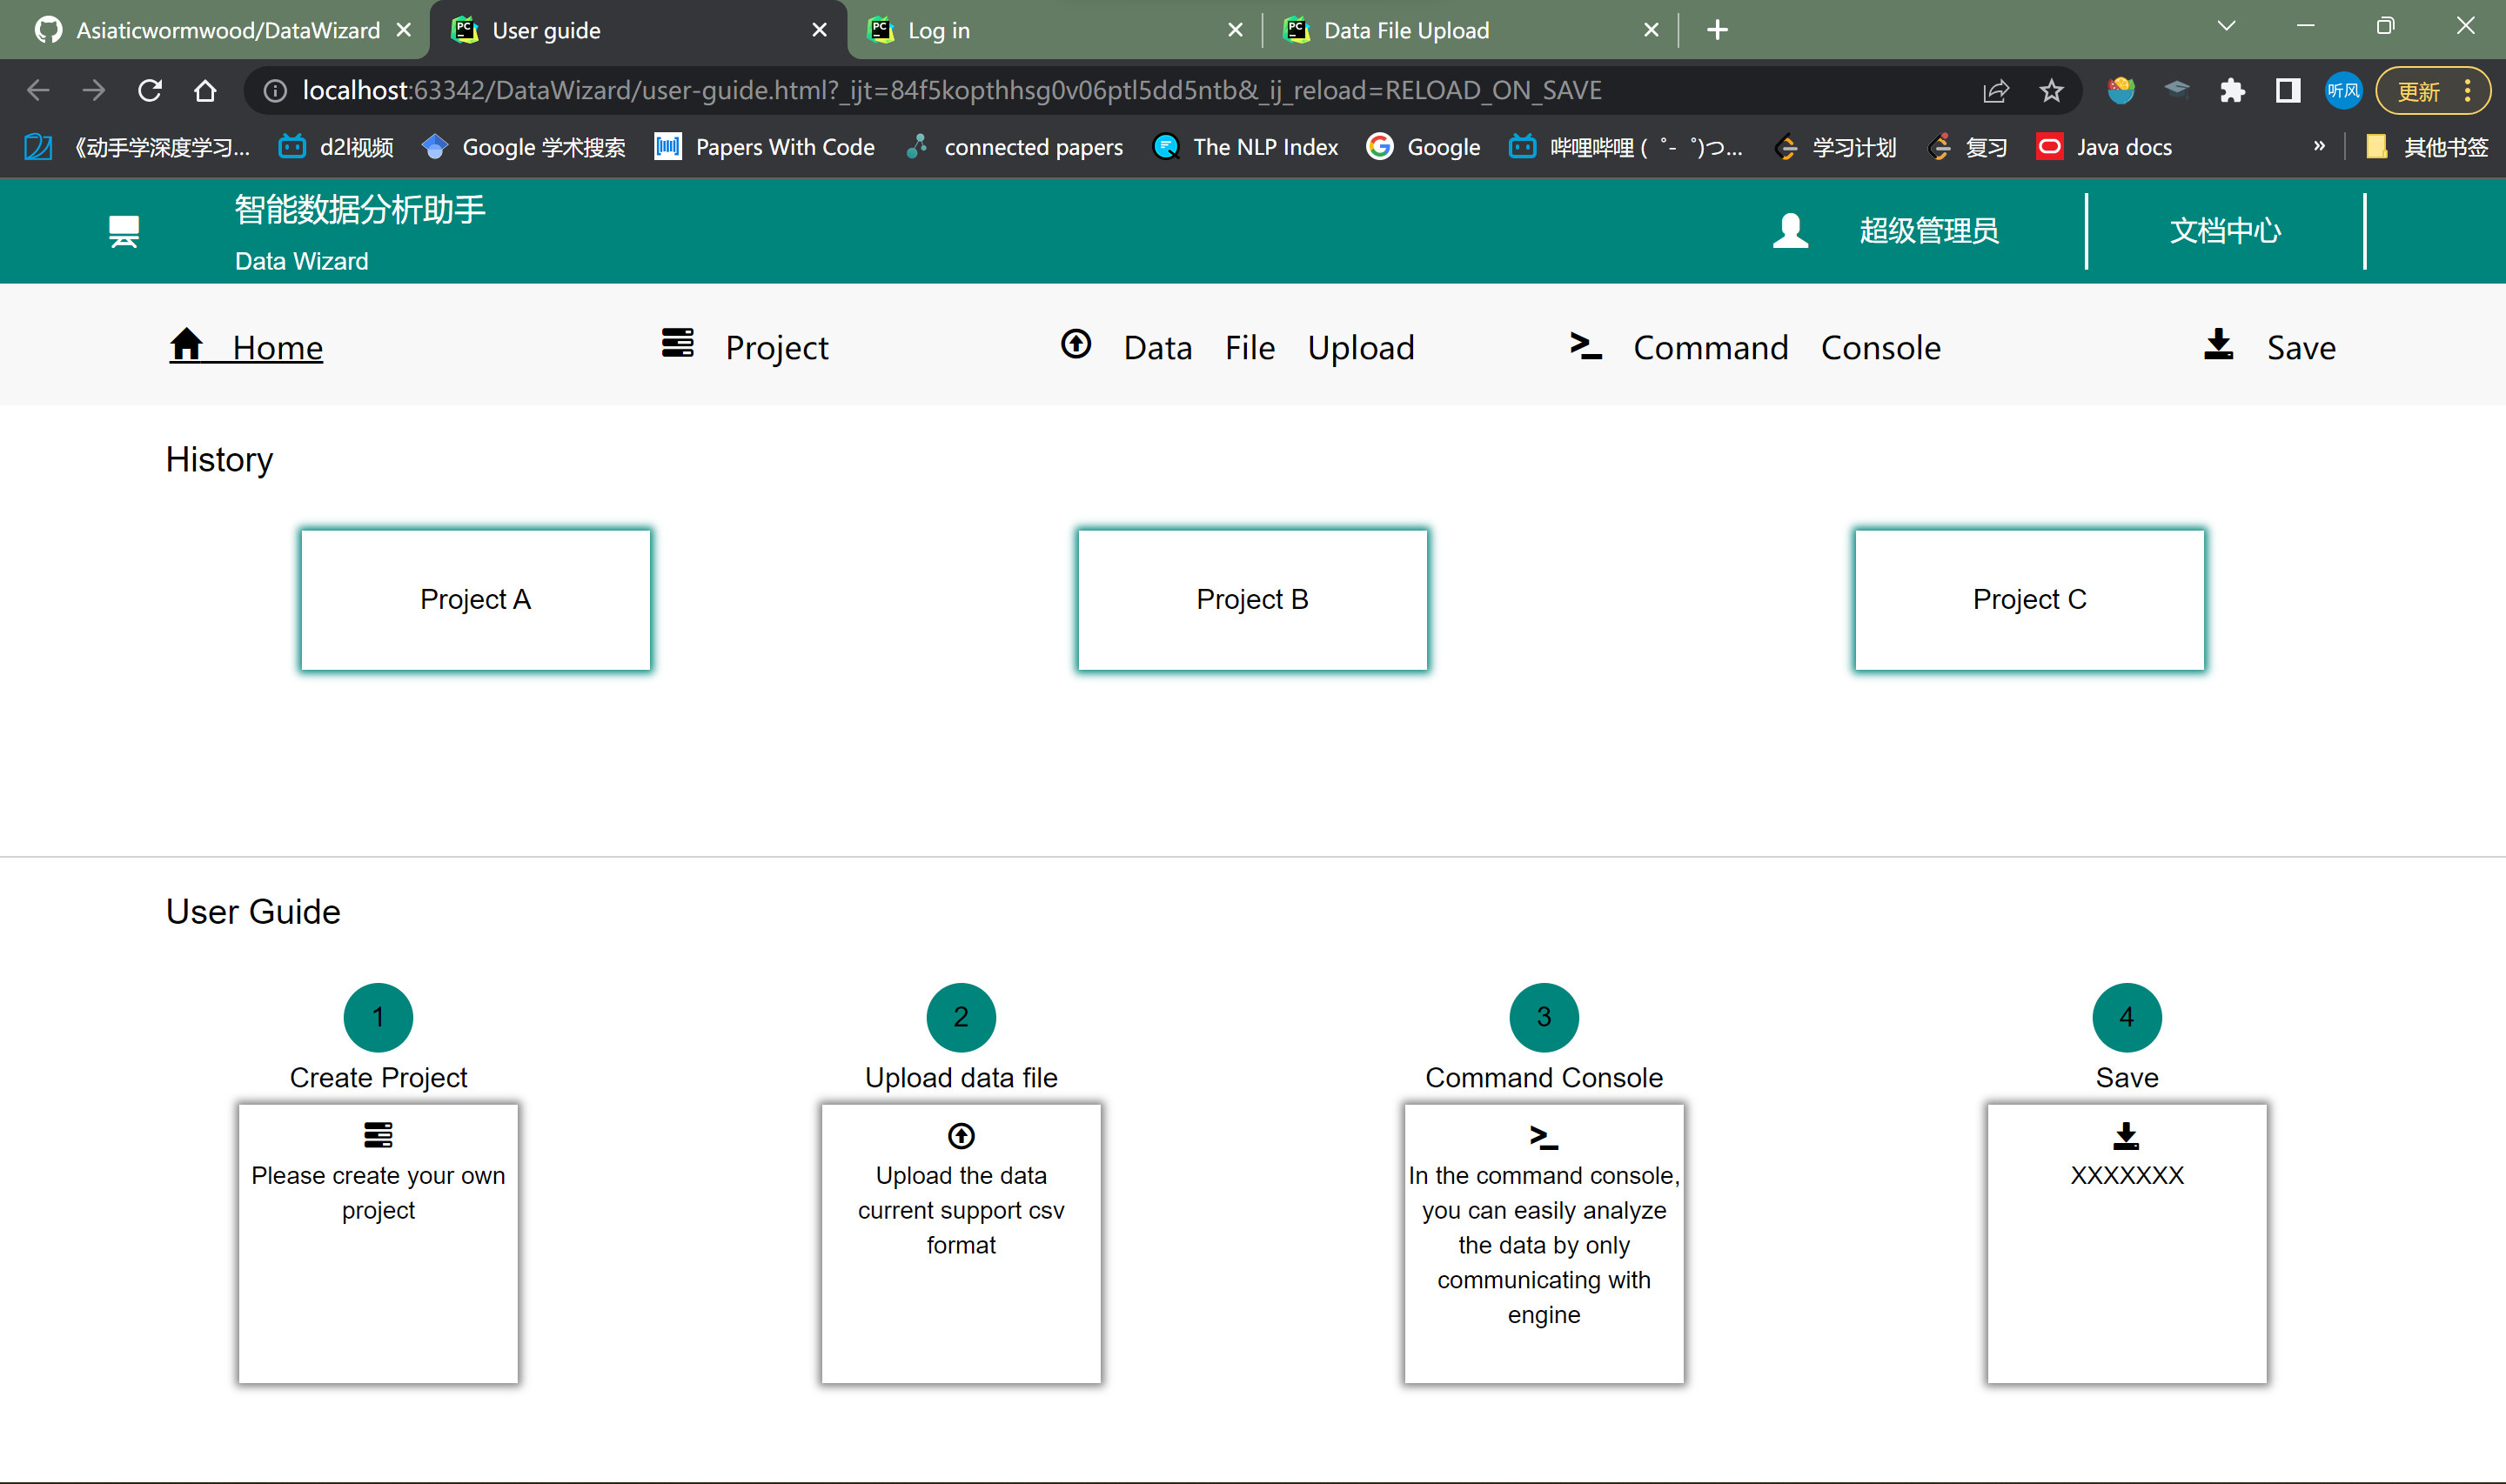 Asiaticwormwood/DataWizard
User guide
Log in
Data File Upload
localhost:63342/DataWizard/user-guide.html?_ijt=84f5kopthhsg0v06ptl5dd5ntb&_ij_reload=RELOAD_ON_SAVE
听风
更新
《动手学深度学习...
d2l视频
Google 学术搜索
Papers With Code
connected papers
The NLP Index
Google
哔哩哔哩 ( ゜- ゜)つ...
学习计划
复习
Java docs
»
其他书签
智能数据分析助手
Data Wizard
超级管理员
文档中心
Home
Project
Data File Upload
Command Console
Save
History
Project A
Project B
Project C
User Guide
1
Create Project
Please create your own
project
2
Upload data file
Upload the data
current support csv
format
3
Command Console
In the command console,
you can easily analyze
the data by only
communicating with
engine
4
Save
XXXXXXX